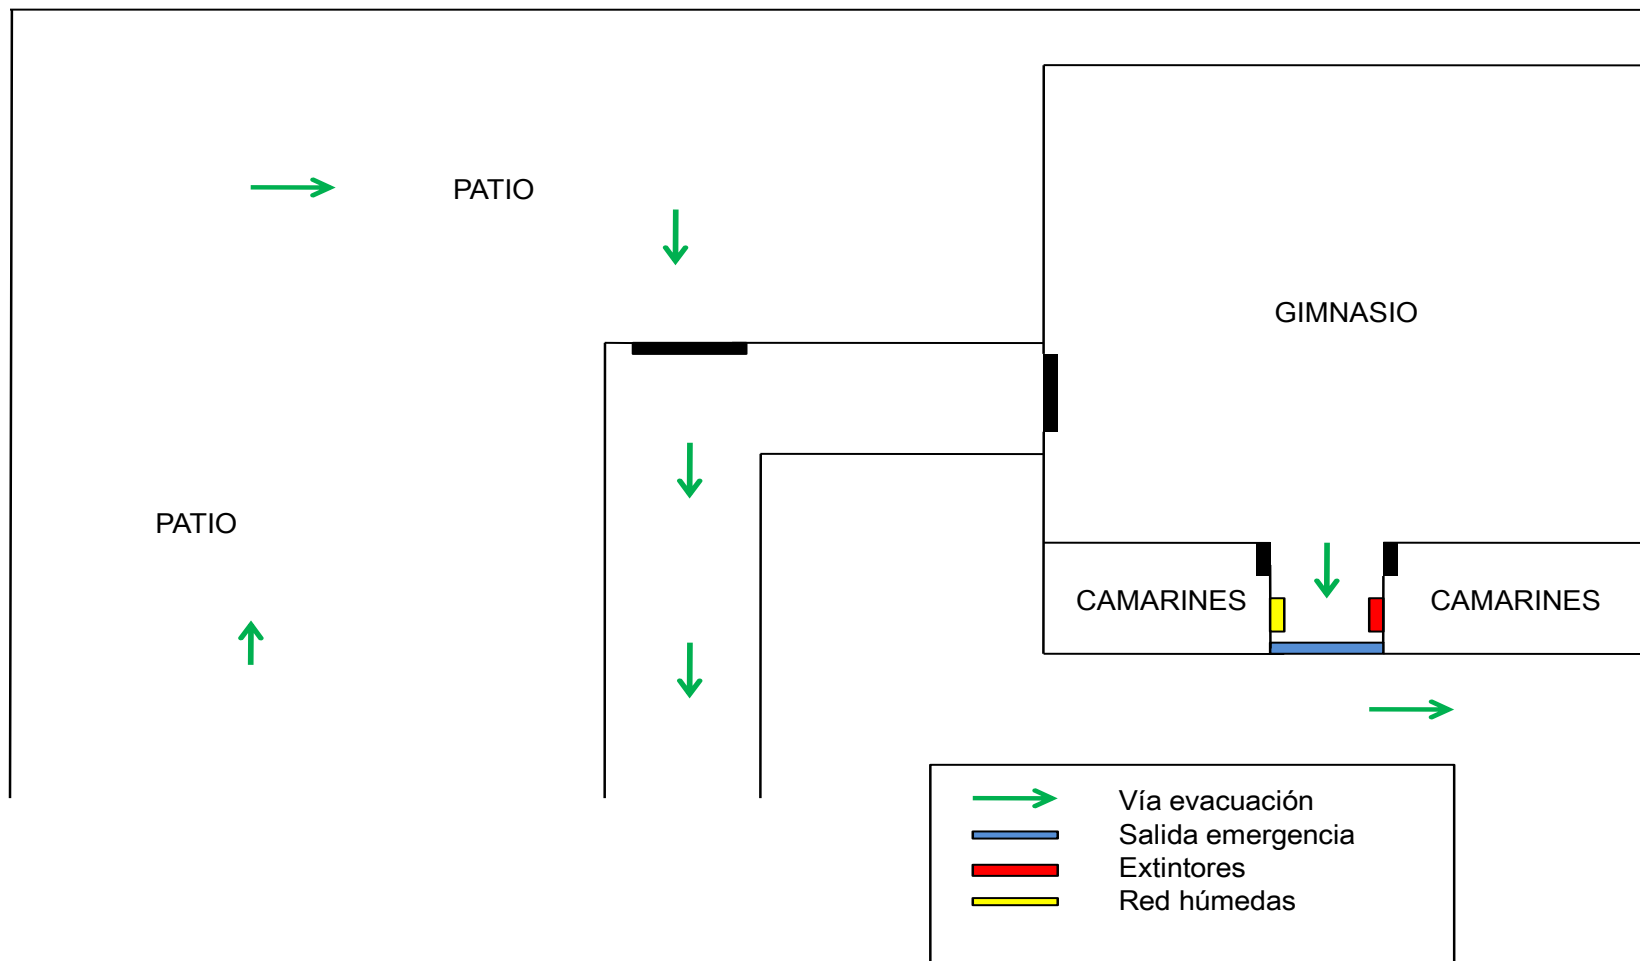 PATIO
GIMNASIO
PATIO
CAMARINES
CAMARINES
Vía evacuación
Salida emergencia
Extintores
Red húmedas